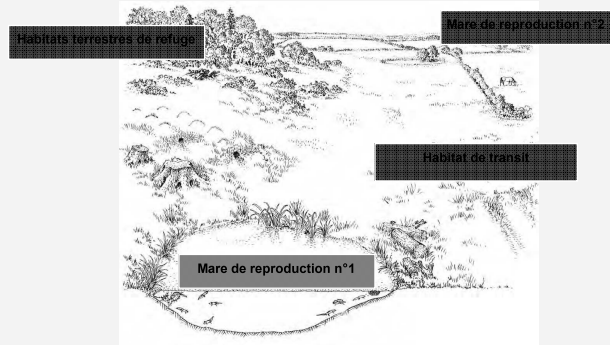 Mare de reproduction n°2
Habitats terrestres de refuge
Habitat de transit
Mare de reproduction n°1